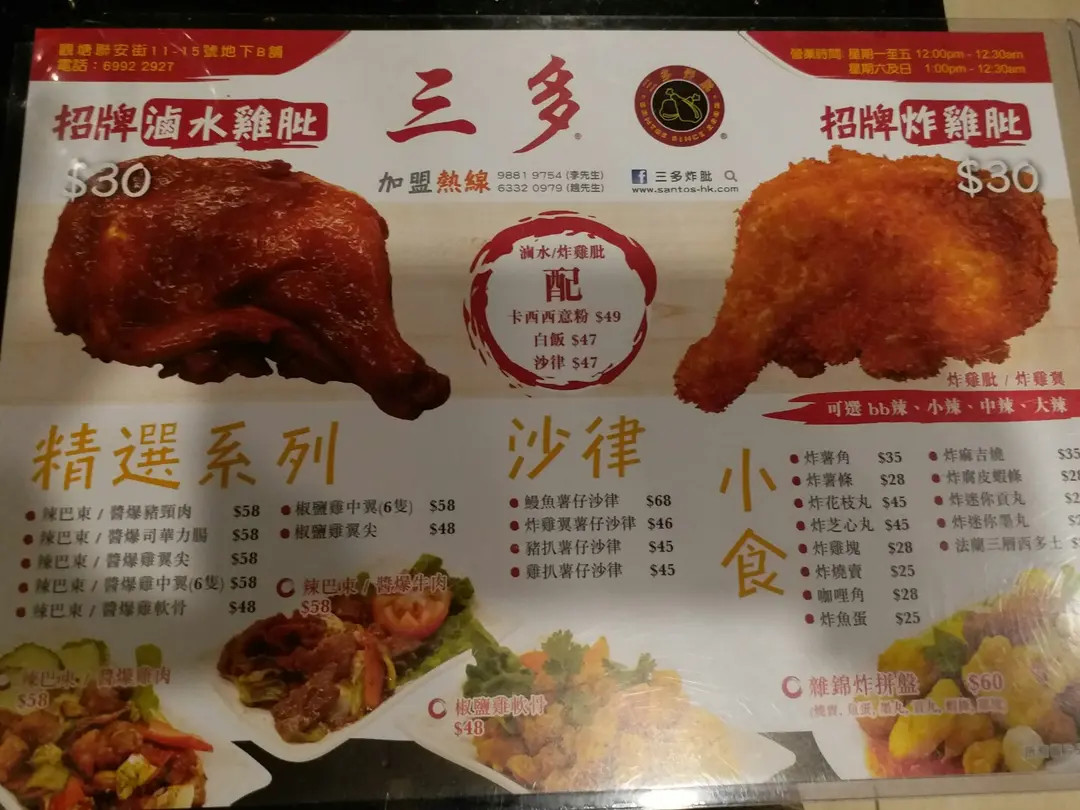 觀塘聯安街11-15號地下B舖
電話：6992 2927
三多
營業時間: 星期一至五 12:00pm - 12:30am
星期六及日 1:00pm - 12:30am
招牌滷水雞髀
$30
招牌炸雞髀
$30
加盟熱線
9881 9754 (李先生)
6332 0979 (趙先生)
三多炸髀
www.santos-hk.com
滷水/炸雞髀
配
卡西西意粉 $49
白飯 $47
沙律 $47
炸雞髀 / 炸雞翼
可選 bb辣、小辣、中辣、大辣
精選系列
辣巴東 / 醬爆豬頸肉 $58
辣巴東 / 醬爆司華力腸 $58
辣巴東 / 醬爆雞翼尖 $58
辣巴東 / 醬爆雞中翼(6隻) $58
辣巴東 / 醬爆雞軟骨 $48
椒鹽雞中翼(6隻) $58
椒鹽雞翼尖 $48
辣巴東 / 醬爆牛肉
$58
辣巴東 / 醬爆雞肉
$58
沙律
鰻魚薯仔沙律 $68
炸雞翼薯仔沙律 $46
豬扒薯仔沙律 $45
雞扒薯仔沙律 $45
椒鹽雞軟骨
$48
小食
炸薯角 $35
炸薯條 $28
炸花枝丸 $45
炸芝心丸 $45
炸雞塊 $28
炸燒賣 $25
咖喱角 $28
炸魚蛋 $25
炸麻吉燒 $35
炸腐皮蝦條
炸迷你貢丸
炸迷你墨丸
法蘭三層西多士
雜錦炸拼盤 $60